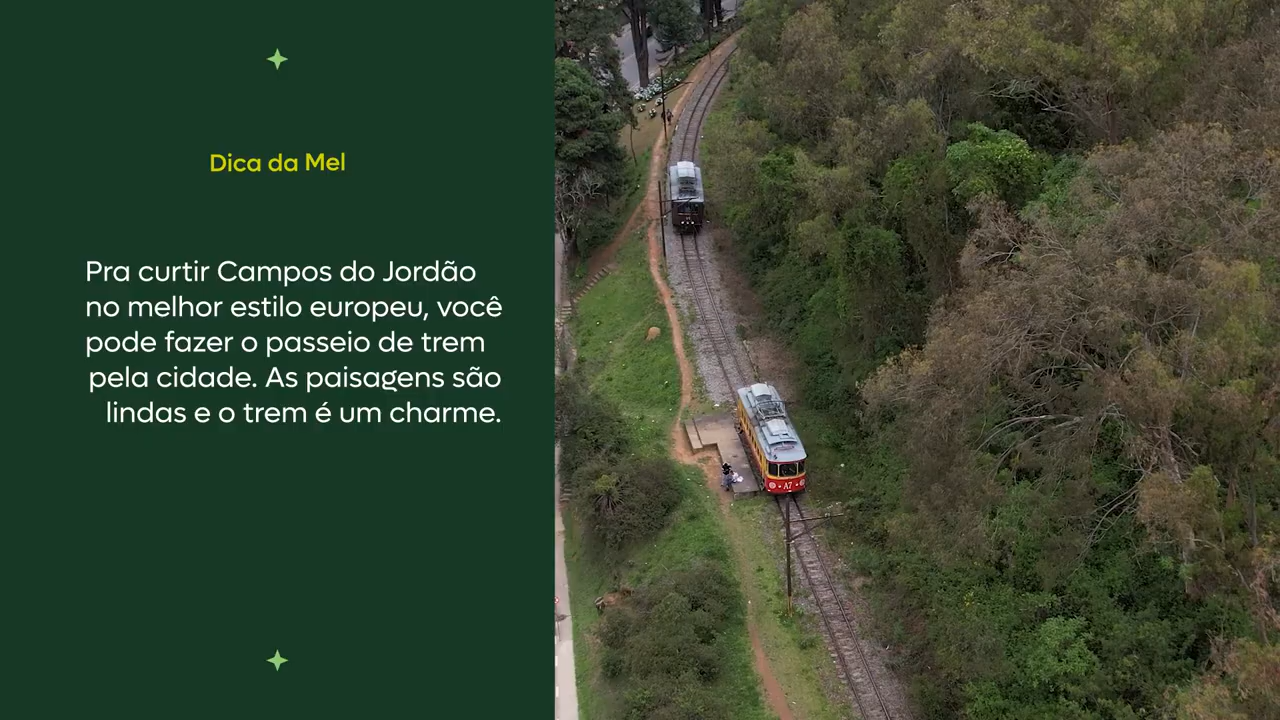 Dica da Mel
Pra curtir Campos do Jordão
no melhor estilo europeu, você
pode fazer o passeio de trem
pela cidade. As paisagens são
lindas e o trem é um charme.
A7